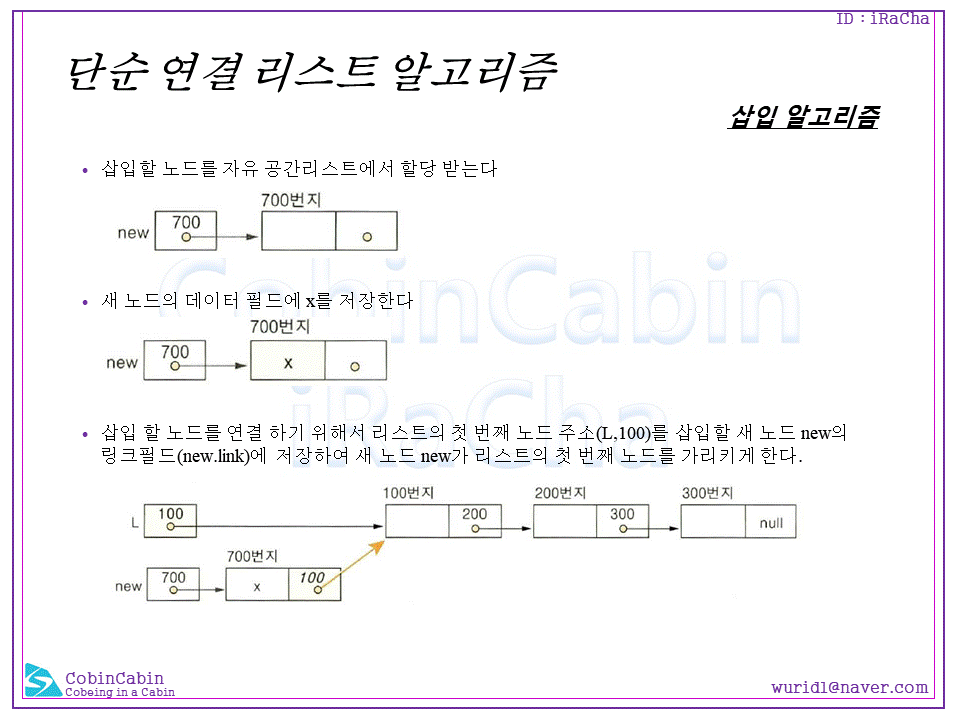 ID : iRaCha
단순 연결 리스트 알고리즘
삽입 알고리즘
• 삽입할 노드를 자유 공간리스트에서 할당 받는다
700번지
new 700
• 새 노드의 데이터 필드에 x를 저장한다
700번지
new 700 x
• 삽입 할 노드를 연결 하기 위해서 리스트의 첫 번째 노드 주소(L,100)를 삽입할 새 노드 new의
링크필드(new.link)에 저장하여 새 노드 new가 리스트의 첫 번째 노드를 가리키게 한다.
100번지 200번지 300번지
L 100 200 300 null
700번지
new 700 x 100
CobinCabin
iRaCha
CobinCabin
Cobeing in a Cabin
wurid1@naver.com